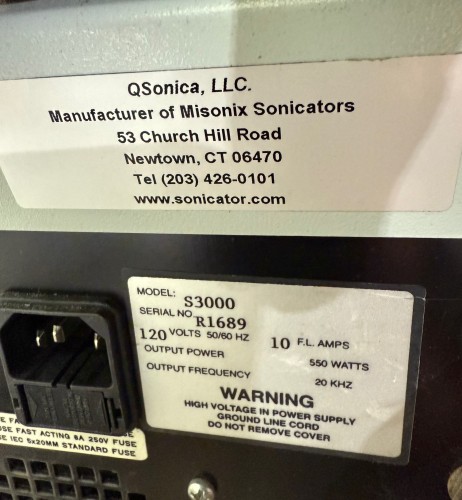 QSonica, LLC.
Manufacturer of Misonix Sonicators
53 Church Hill Road
Newtown, CT 06470
Tel (203) 426-0101
www.sonicator.com
MODEL: S3000
SERIAL NO. R1689
120 VOLTS 50/60 HZ 10 F.L. AMPS
OUTPUT POWER 550 WATTS
OUTPUT FREQUENCY 20 KHZ
WARNING
HIGH VOLTAGE IN POWER SUPPLY
GROUND LINE CORD
DO NOT REMOVE COVER
FAST ACTING 8A 250V FUSE
IEC 5x20MM STANDARD FUSE